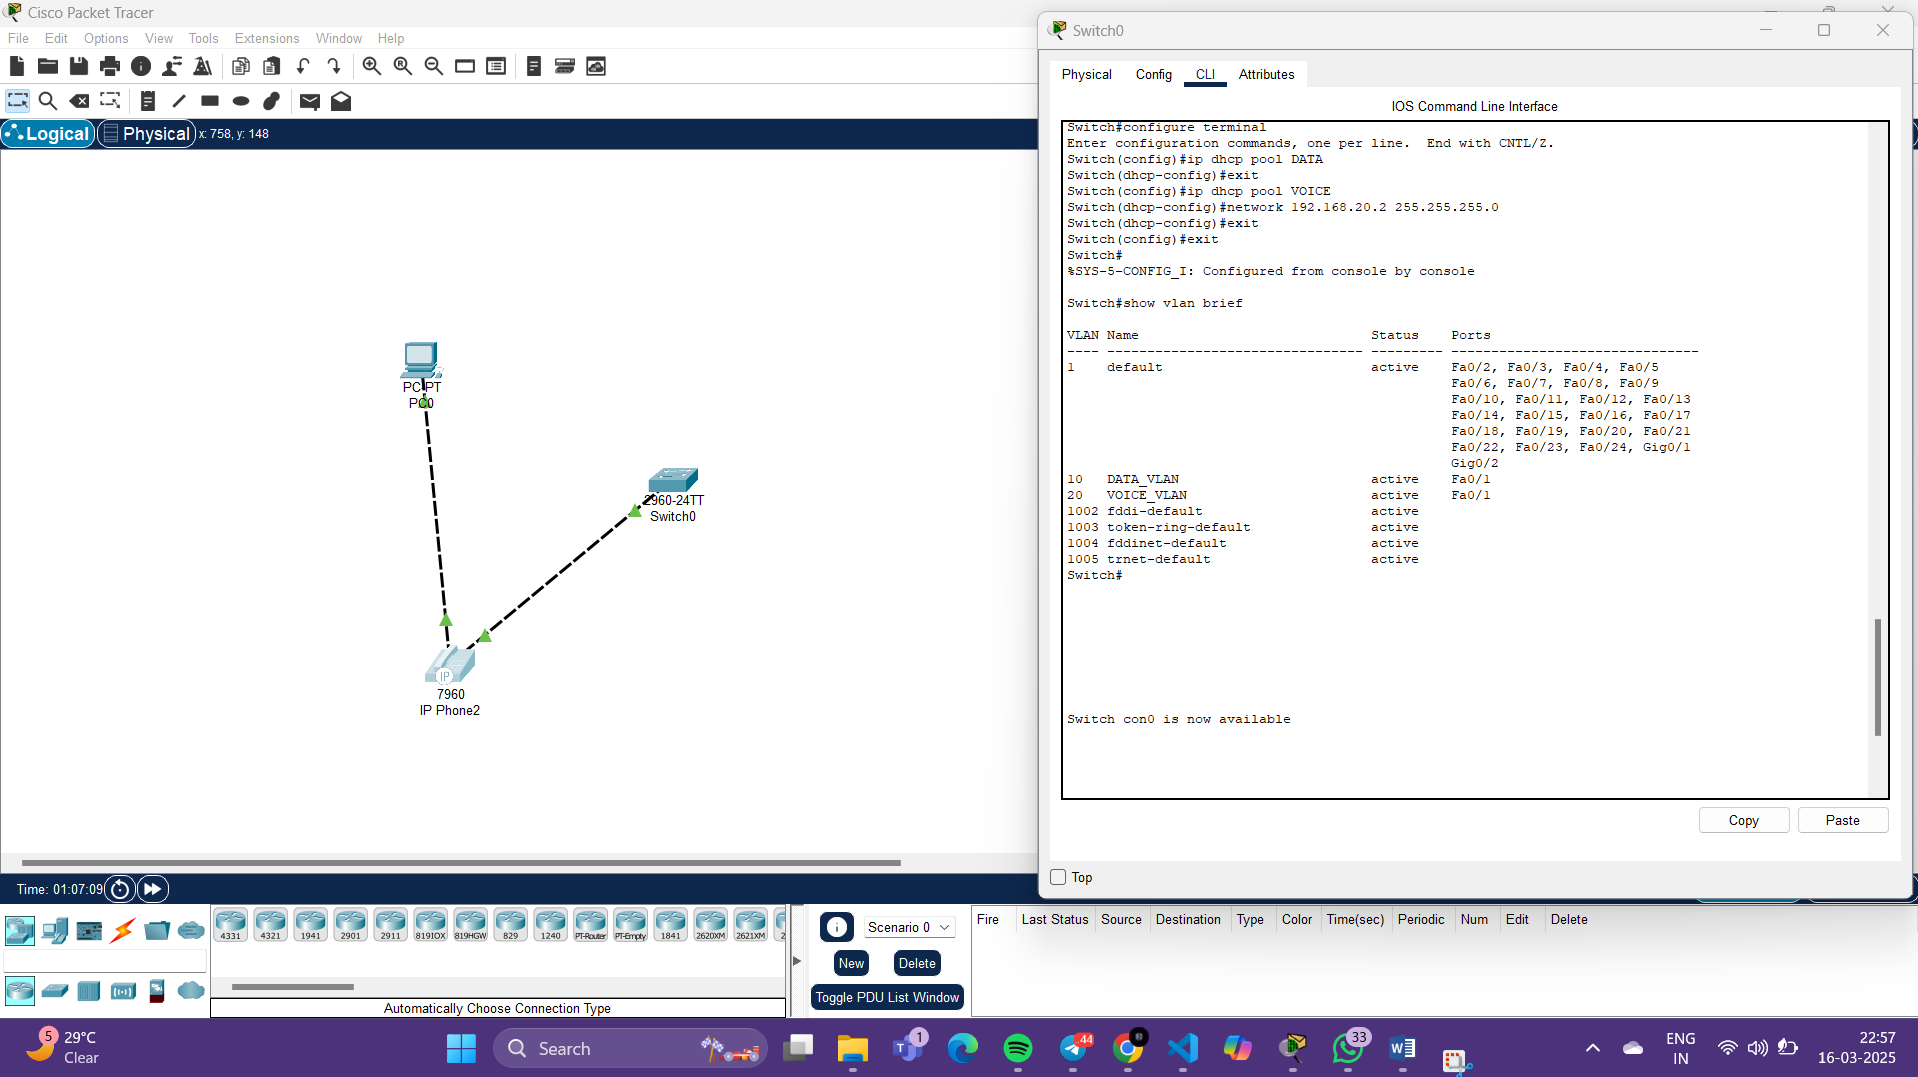 Cisco Packet Tracer
File Edit Options View Tools Extensions Window Help
Logical Physical x: 758, y: 148
PC-PT
PC0
2960-24TT
Switch0
IP
7960
IP Phone2
Switch0
Physical Config CLI Attributes
IOS Command Line Interface
Switch#configure terminal
Enter configuration commands, one per line. End with CNTL/Z.
Switch(config)#ip dhcp pool DATA
Switch(dhcp-config)#exit
Switch(config)#ip dhcp pool VOICE
Switch(dhcp-config)#network 192.168.20.2 255.255.255.0
Switch(dhcp-config)#exit
Switch(config)#exit
Switch#
%SYS-5-CONFIG_I: Configured from console by console
Switch#show vlan brief
VLAN Name Status Ports
---- -------------------------------- --------- -------------------------------
1 default active Fa0/2, Fa0/3, Fa0/4, Fa0/5
Fa0/6, Fa0/7, Fa0/8, Fa0/9
Fa0/10, Fa0/11, Fa0/12, Fa0/13
Fa0/14, Fa0/15, Fa0/16, Fa0/17
Fa0/18, Fa0/19, Fa0/20, Fa0/21
Fa0/22, Fa0/23, Fa0/24, Gig0/1
Gig0/2
10 DATA_VLAN active Fa0/1
20 VOICE_VLAN active Fa0/1
1002 fddi-default active
1003 token-ring-default active
1004 fddinet-default active
1005 trnet-default active
Switch#
Switch con0 is now available
Copy Paste
Top
Time: 01:07:09
4331 4321 1941 2901 2911 819IOX 819HGW 829 1240 PT-Router PT-Empty 1841 2620XM 2621XM 2
Automatically Choose Connection Type
Scenario 0
New Delete
Toggle PDU List Window
Fire Last Status Source Destination Type Color Time(sec) Periodic Num Edit Delete
5 29°C
Clear
Search
1
.44
33
ENG
IN
22:57
16-03-2025